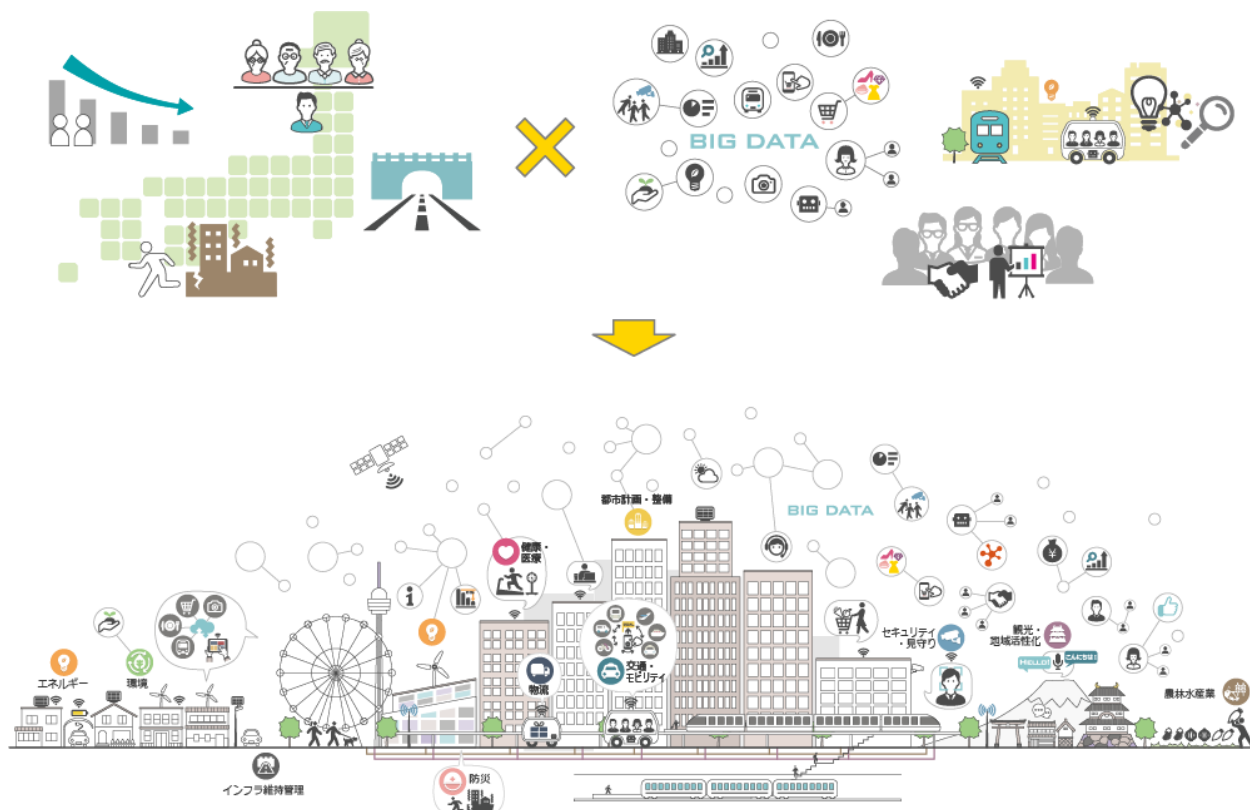 BIG DATA
都市計画・整備
BIG DATA
健康・
医療
セキュリティ
・見守り
観光・
地域活性化
HELLO!
こんにちは!
エネルギー
環境
物流
交通・
モビリティ
農林水産業
インフラ維持管理
防災